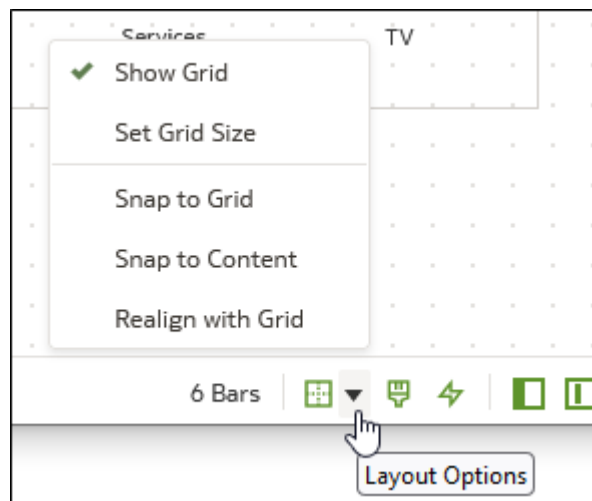 Services
TV
Show Grid
Set Grid Size
Snap to Grid
Snap to Content
Realign with Grid
6 Bars
Layout Options